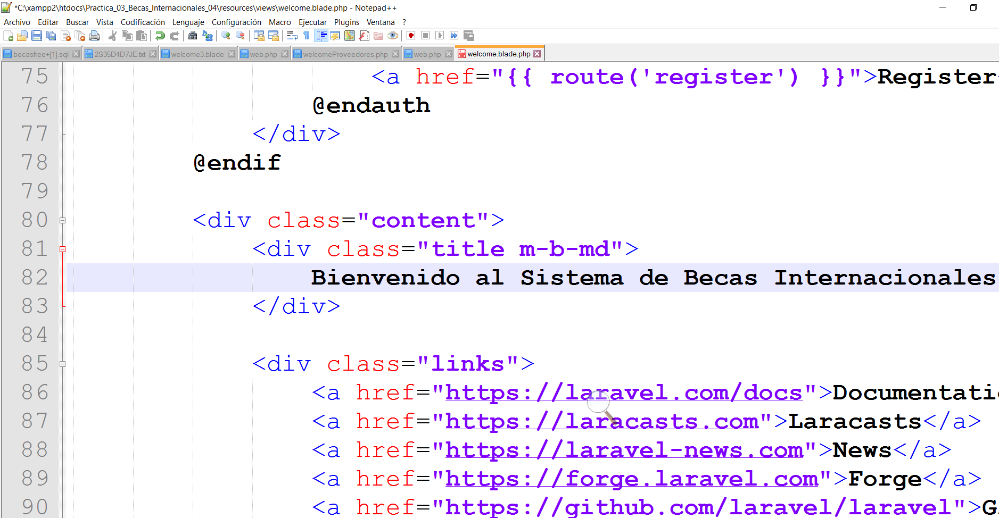 *C:\xampp2\htdocs\Practica_03_Becas_Internacionales_04\resources\views\welcome.blade.php - Notepad++
Archivo Editar Buscar Vista Codificación Lenguaje Configuración Macro Ejecutar Plugins Ventana ?
becasfree+[1].sql 2S35D4D7JE.txt welcome3.blade web.php welcomeProveedores.php web.php welcome.blade.php
75 <a href="{{ route('register') }}">Register
76 @endauth
77 </div>
78 @endif
79
80 <div class="content">
81 <div class="title m-b-md">
82 Bienvenido al Sistema de Becas Internacionales
83 </div>
84
85 <div class="links">
86 <a href="https://laravel.com/docs">Documentati
87 <a href="https://laracasts.com">Laracasts</a>
88 <a href="https://laravel-news.com">News</a>
89 <a href="https://forge.laravel.com">Forge</a>
90 <a href="https://github.com/laravel/laravel">G